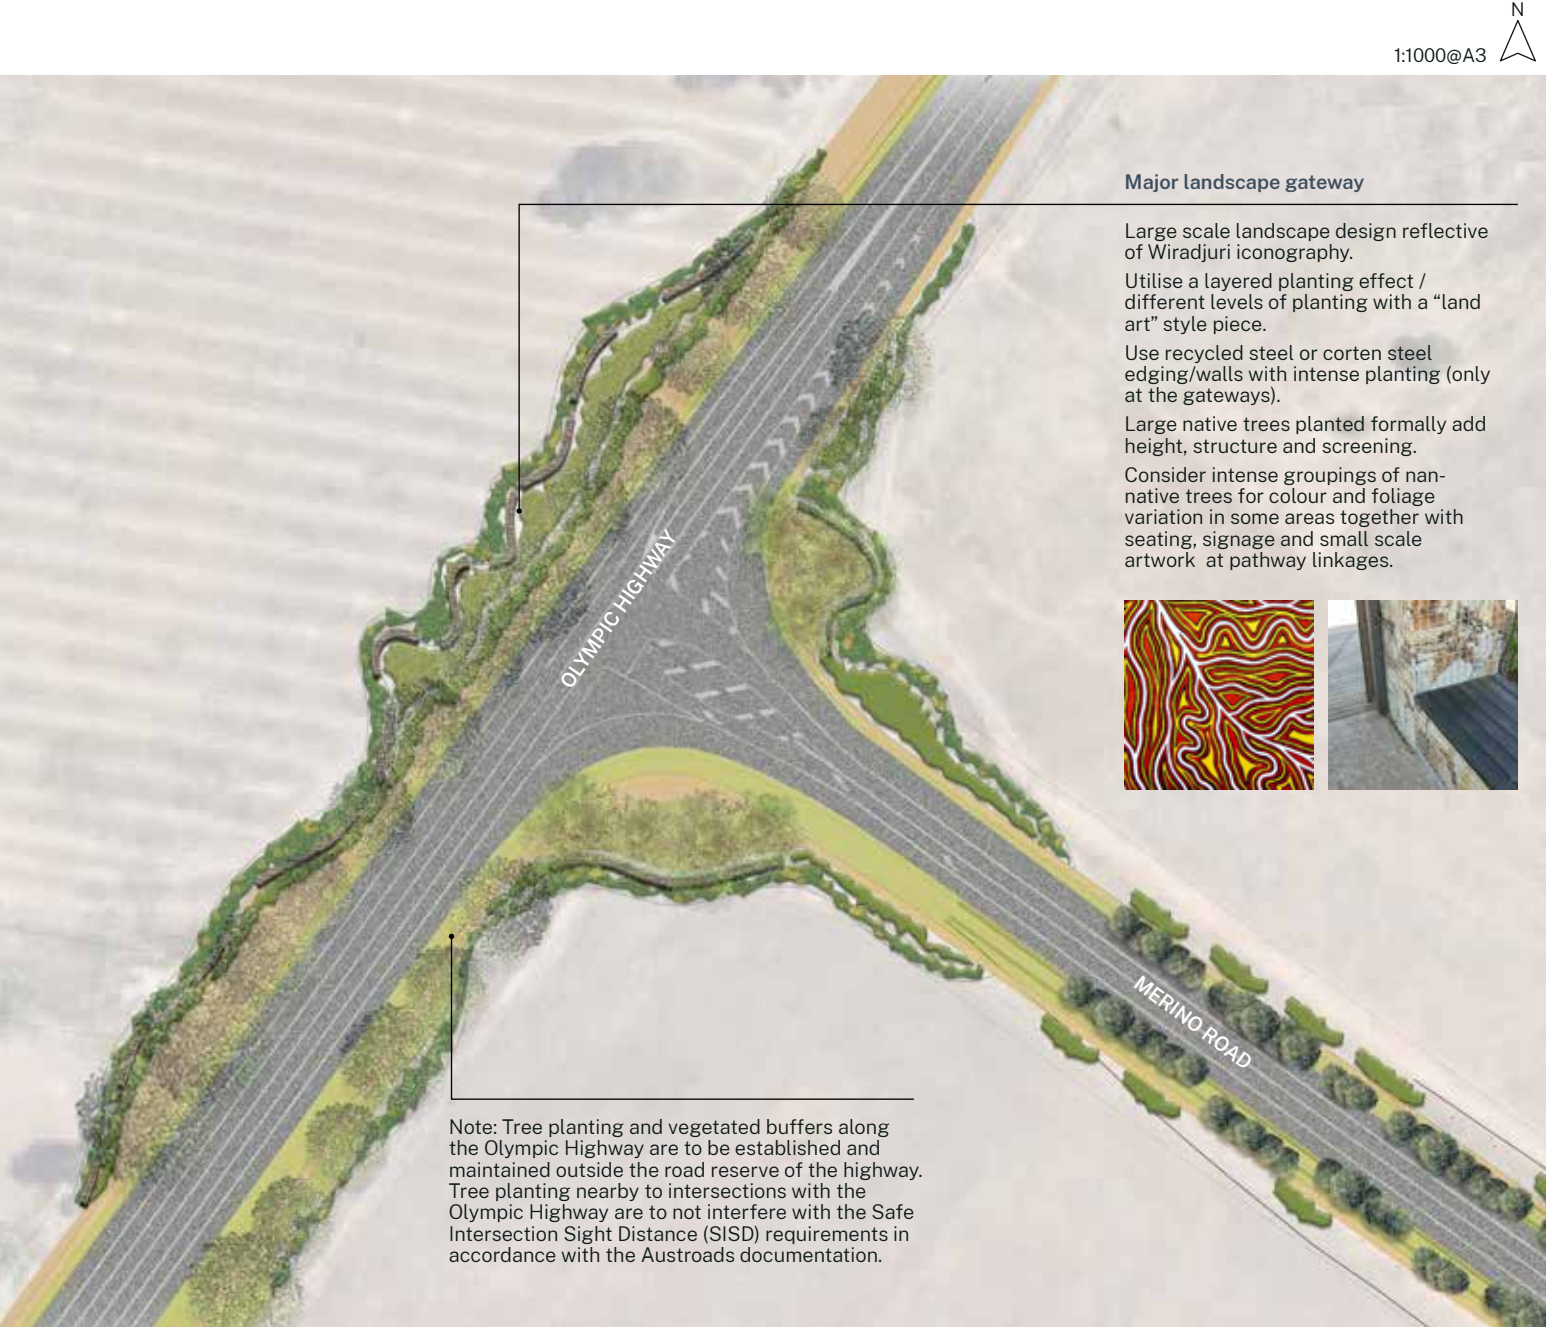 N
1:1000@A3
Major landscape gateway
Large scale landscape design reflective
of Wiradjuri iconography.
Utilise a layered planting effect /
different levels of planting with a “land
art” style piece.
Use recycled steel or corten steel
edging/walls with intense planting (only
at the gateways).
Large native trees planted formally add
height, structure and screening.
Consider intense groupings of nan-
native trees for colour and foliage
variation in some areas together with
seating, signage and small scale
artwork  at pathway linkages.
OLYMPIC HIGHWAY
MERINO ROAD
Note: Tree planting and vegetated buffers along
the Olympic Highway are to be established and
maintained outside the road reserve of the highway.
Tree planting nearby to intersections with the
Olympic Highway are to not interfere with the Safe
Intersection Sight Distance (SISD) requirements in
accordance with the Austroads documentation.